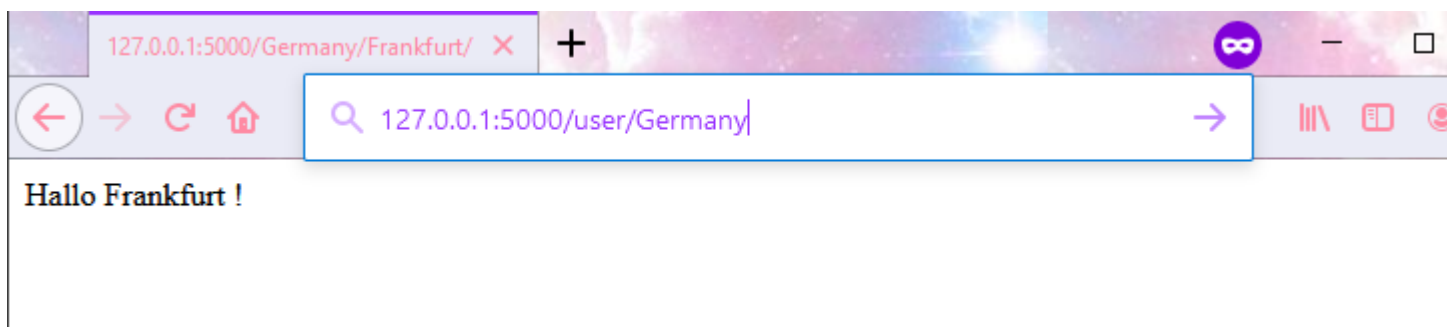 127.0.0.1:5000/Germany/Frankfurt/
127.0.0.1:5000/user/Germany
Hallo Frankfurt !